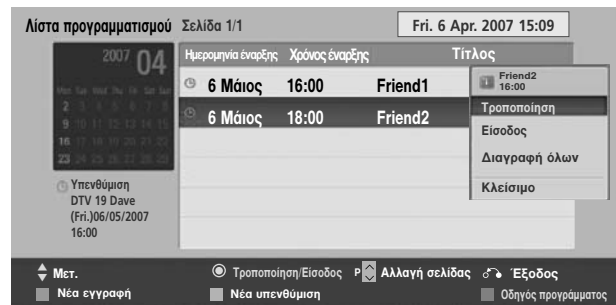 Λίστα προγραμματισμού Σελίδα 1/1 Fri. 6 Apr. 2007 15:09
2007 04
Ημερομηνία έναρξης Χρόνος έναρξης Τίτλος
6 Μάιος 16:00 Friend1
6 Μάιος 18:00 Friend2
Friend2
16:00
Τροποποίηση
Είσοδος
Διαγραφή όλων
Κλείσιμο
Υπενθύμιση
DTV 19 Dave
(Fri.)06/05/2007
16:00
Μετ. Τροποποίηση/Είσοδος P Αλλαγή σελίδας Έξοδος
Νέα εγγραφή Νέα υπενθύμιση Οδηγός προγράμματος